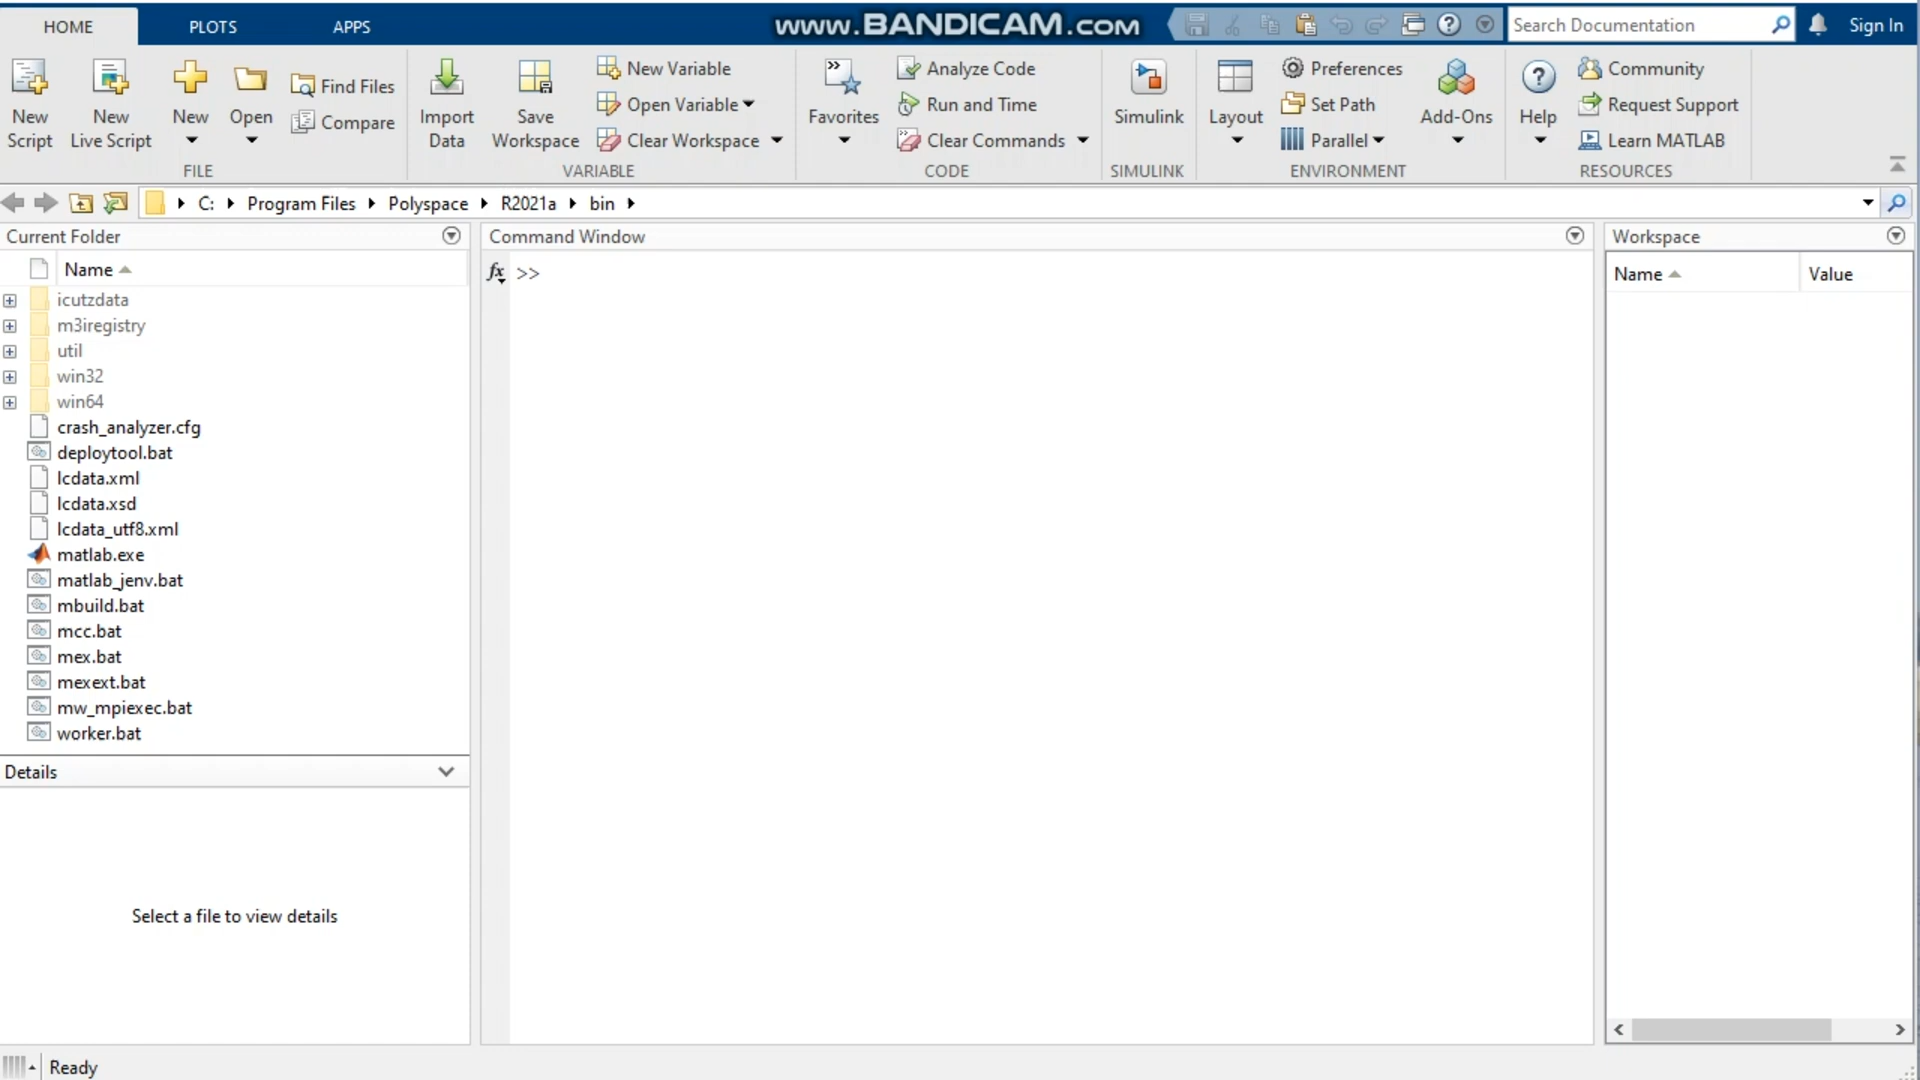 HOME PLOTS APPS www.BANDICAM.com Search Documentation Sign In
New Script
New Live Script
New
Open
Find Files
Compare
FILE
Import Data
Save Workspace
New Variable
Open Variable
Clear Workspace
VARIABLE
Favorites
Analyze Code
Run and Time
Clear Commands
CODE
Simulink
SIMULINK
Layout
Preferences
Set Path
Parallel
Add-Ons
ENVIRONMENT
Help
Community
Request Support
Learn MATLAB
RESOURCES
C: Program Files Polyspace R2021a bin
Current Folder
Name
icutzdata
m3iregistry
util
win32
win64
crash_analyzer.cfg
deploytool.bat
lcdata.xml
lcdata.xsd
lcdata_utf8.xml
matlab.exe
matlab_jenv.bat
mbuild.bat
mcc.bat
mex.bat
mexext.bat
mw_mpiexec.bat
worker.bat
Details
Select a file to view details
Command Window
fx >>
Workspace
Name Value
Ready